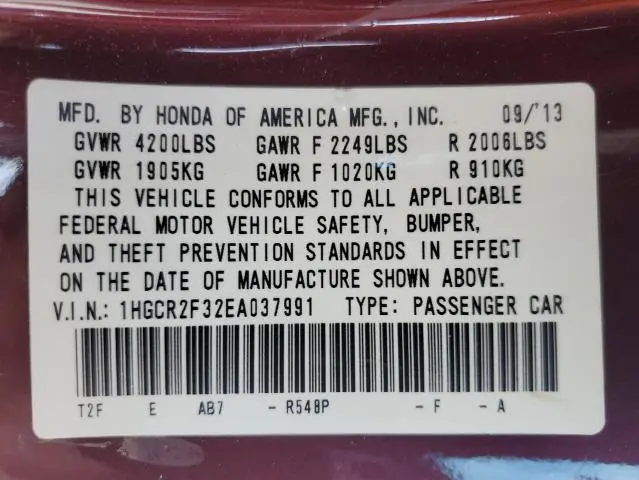 MFD. BY HONDA OF AMERICA MFG., INC. 09/'13
GVWR 4200LBS GAWR F 2249LBS R 2006LBS
GVWR 1905KG GAWR F 1020KG R 910KG
THIS VEHICLE CONFORMS TO ALL APPLICABLE
FEDERAL MOTOR VEHICLE SAFETY, BUMPER,
AND THEFT PREVENTION STANDARDS IN EFFECT
ON THE DATE OF MANUFACTURE SHOWN ABOVE.
V.I.N.: 1HGCR2F32EA037991 TYPE: PASSENGER CAR
T2F E AB7 - R548P - F - A